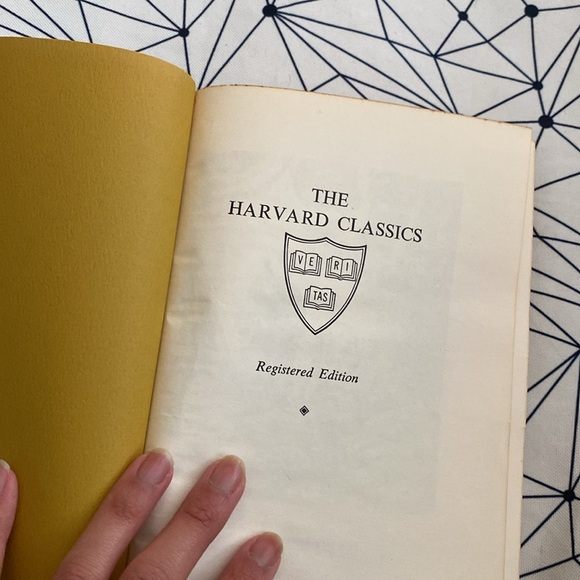 THE
HARVARD CLASSICS
VE RI
TAS
Registered Edition